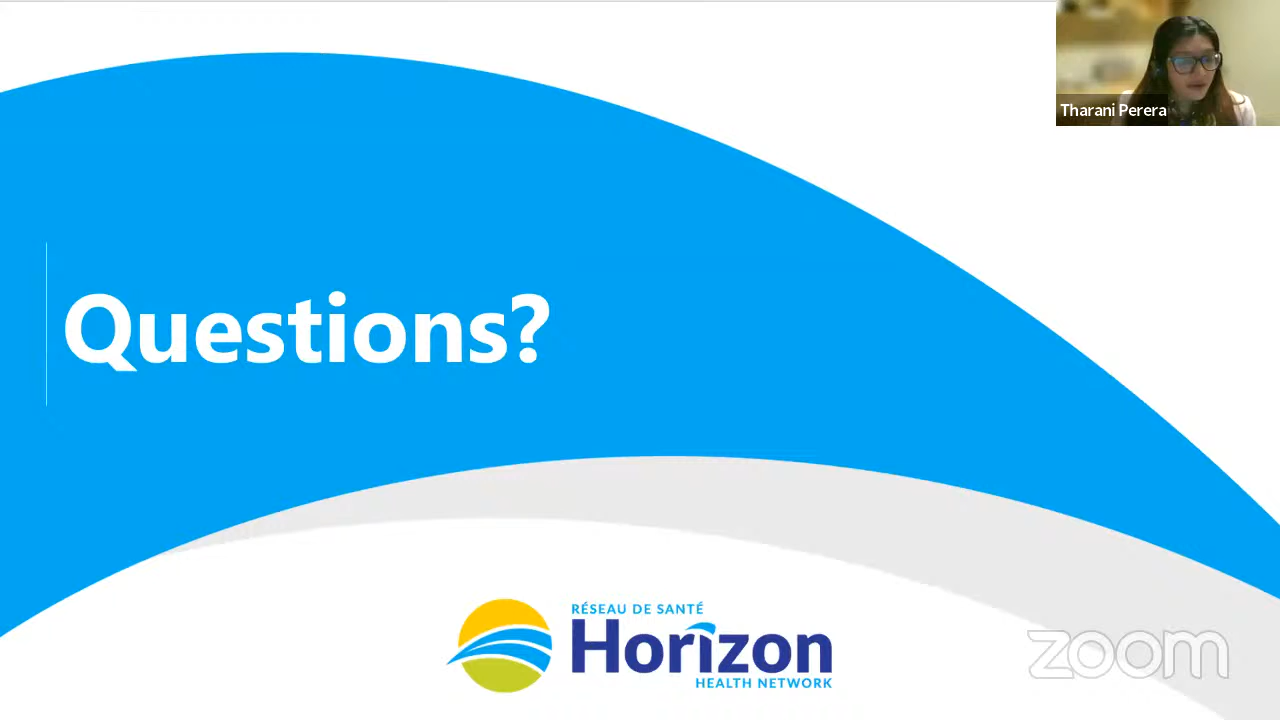 Tharani Perera
Questions?
RÉSEAU DE SANTÉ
Horizon
HEALTH NETWORK
zoom